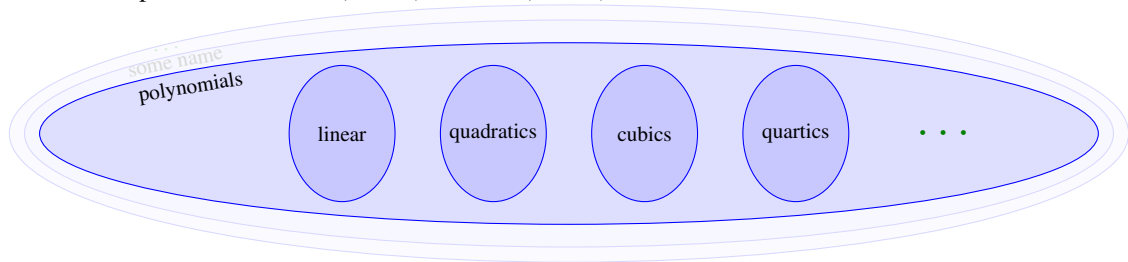 . . .
some name
polynomials
linear
quadratics
cubics
quartics
. . .